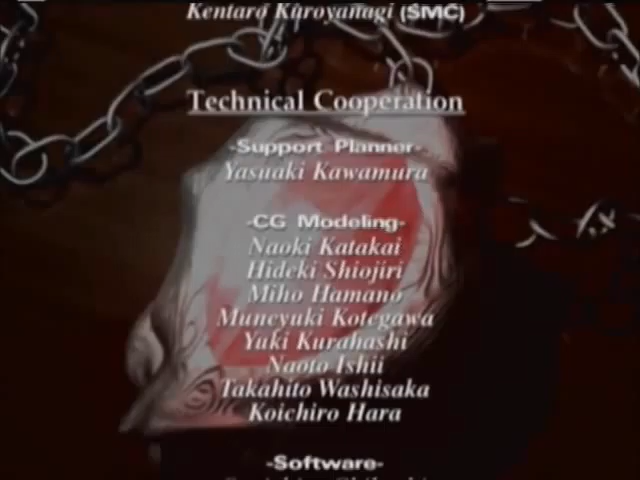 Kentaro Kuroyanagi (SMC)
Technical Cooperation
-Support Planner-
Yasuaki Kawamura
-CG Modeling-
Naoki Katakai
Hideki Shiojiri
Miho Hamano
Muneyuki Kotegawa
Yuki Kurahashi
Naoto Ishii
Takahito Washisaka
Koichiro Hara
-Software-